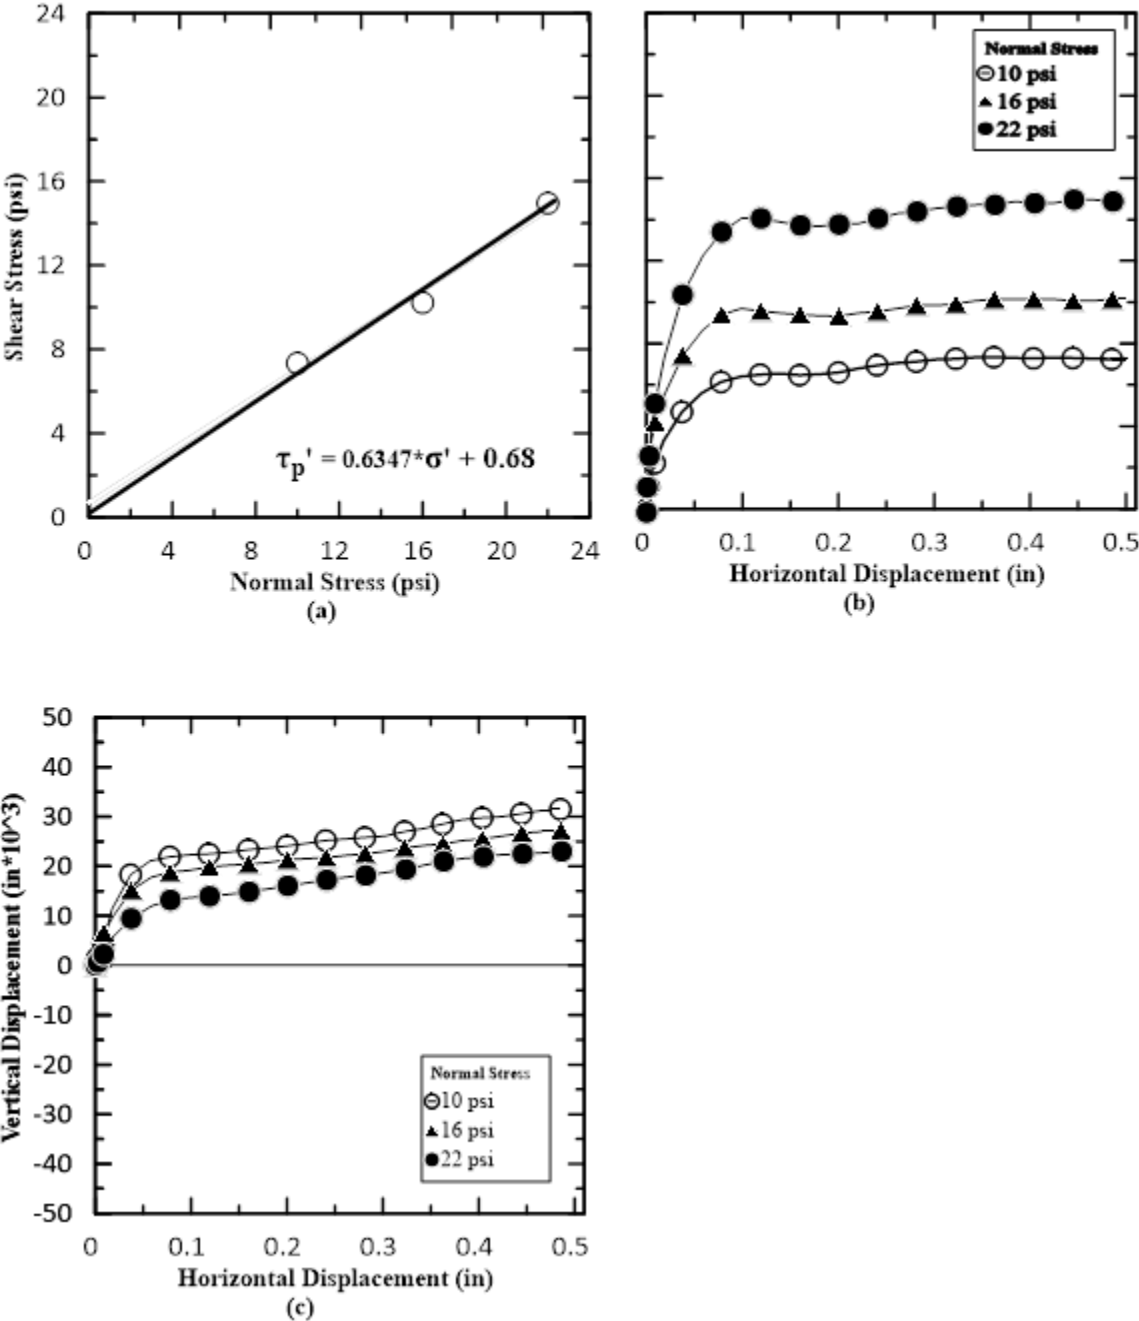 24
20
16
12
8
4
0
Shear Stress (psi)
τp' = 0.6347*σ' + 0.68
0 4 8 12 16 20 24
Normal Stress (psi)
(a)
Normal Stress
10 psi
16 psi
22 psi
0 0.1 0.2 0.3 0.4 0.5
Horizontal Displacement (in)
(b)
50
40
30
20
10
0
-10
-20
-30
-40
-50
Vertical Displacement (in*10^3)
Normal Stress
10 psi
16 psi
22 psi
0 0.1 0.2 0.3 0.4 0.5
Horizontal Displacement (in)
(c)